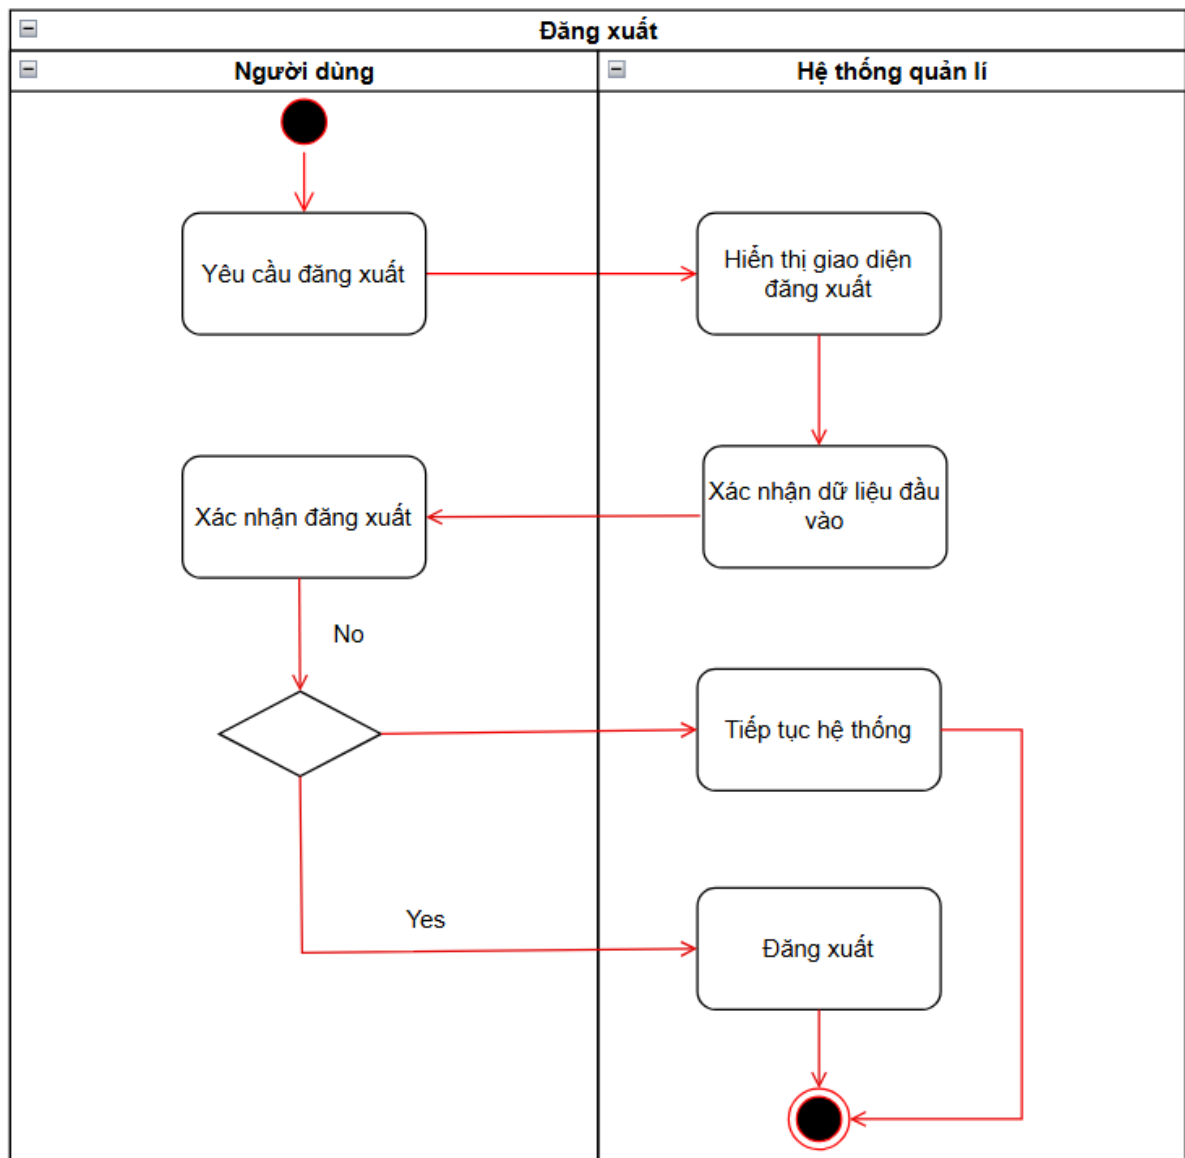 Đăng xuất
Người dùng
Hệ thống quản lí
Yêu cầu đăng xuất
Hiển thị giao diện
đăng xuất
Xác nhận đăng xuất
Xác nhận dữ liệu đầu
vào
No
Tiếp tục hệ thống
Yes
Đăng xuất